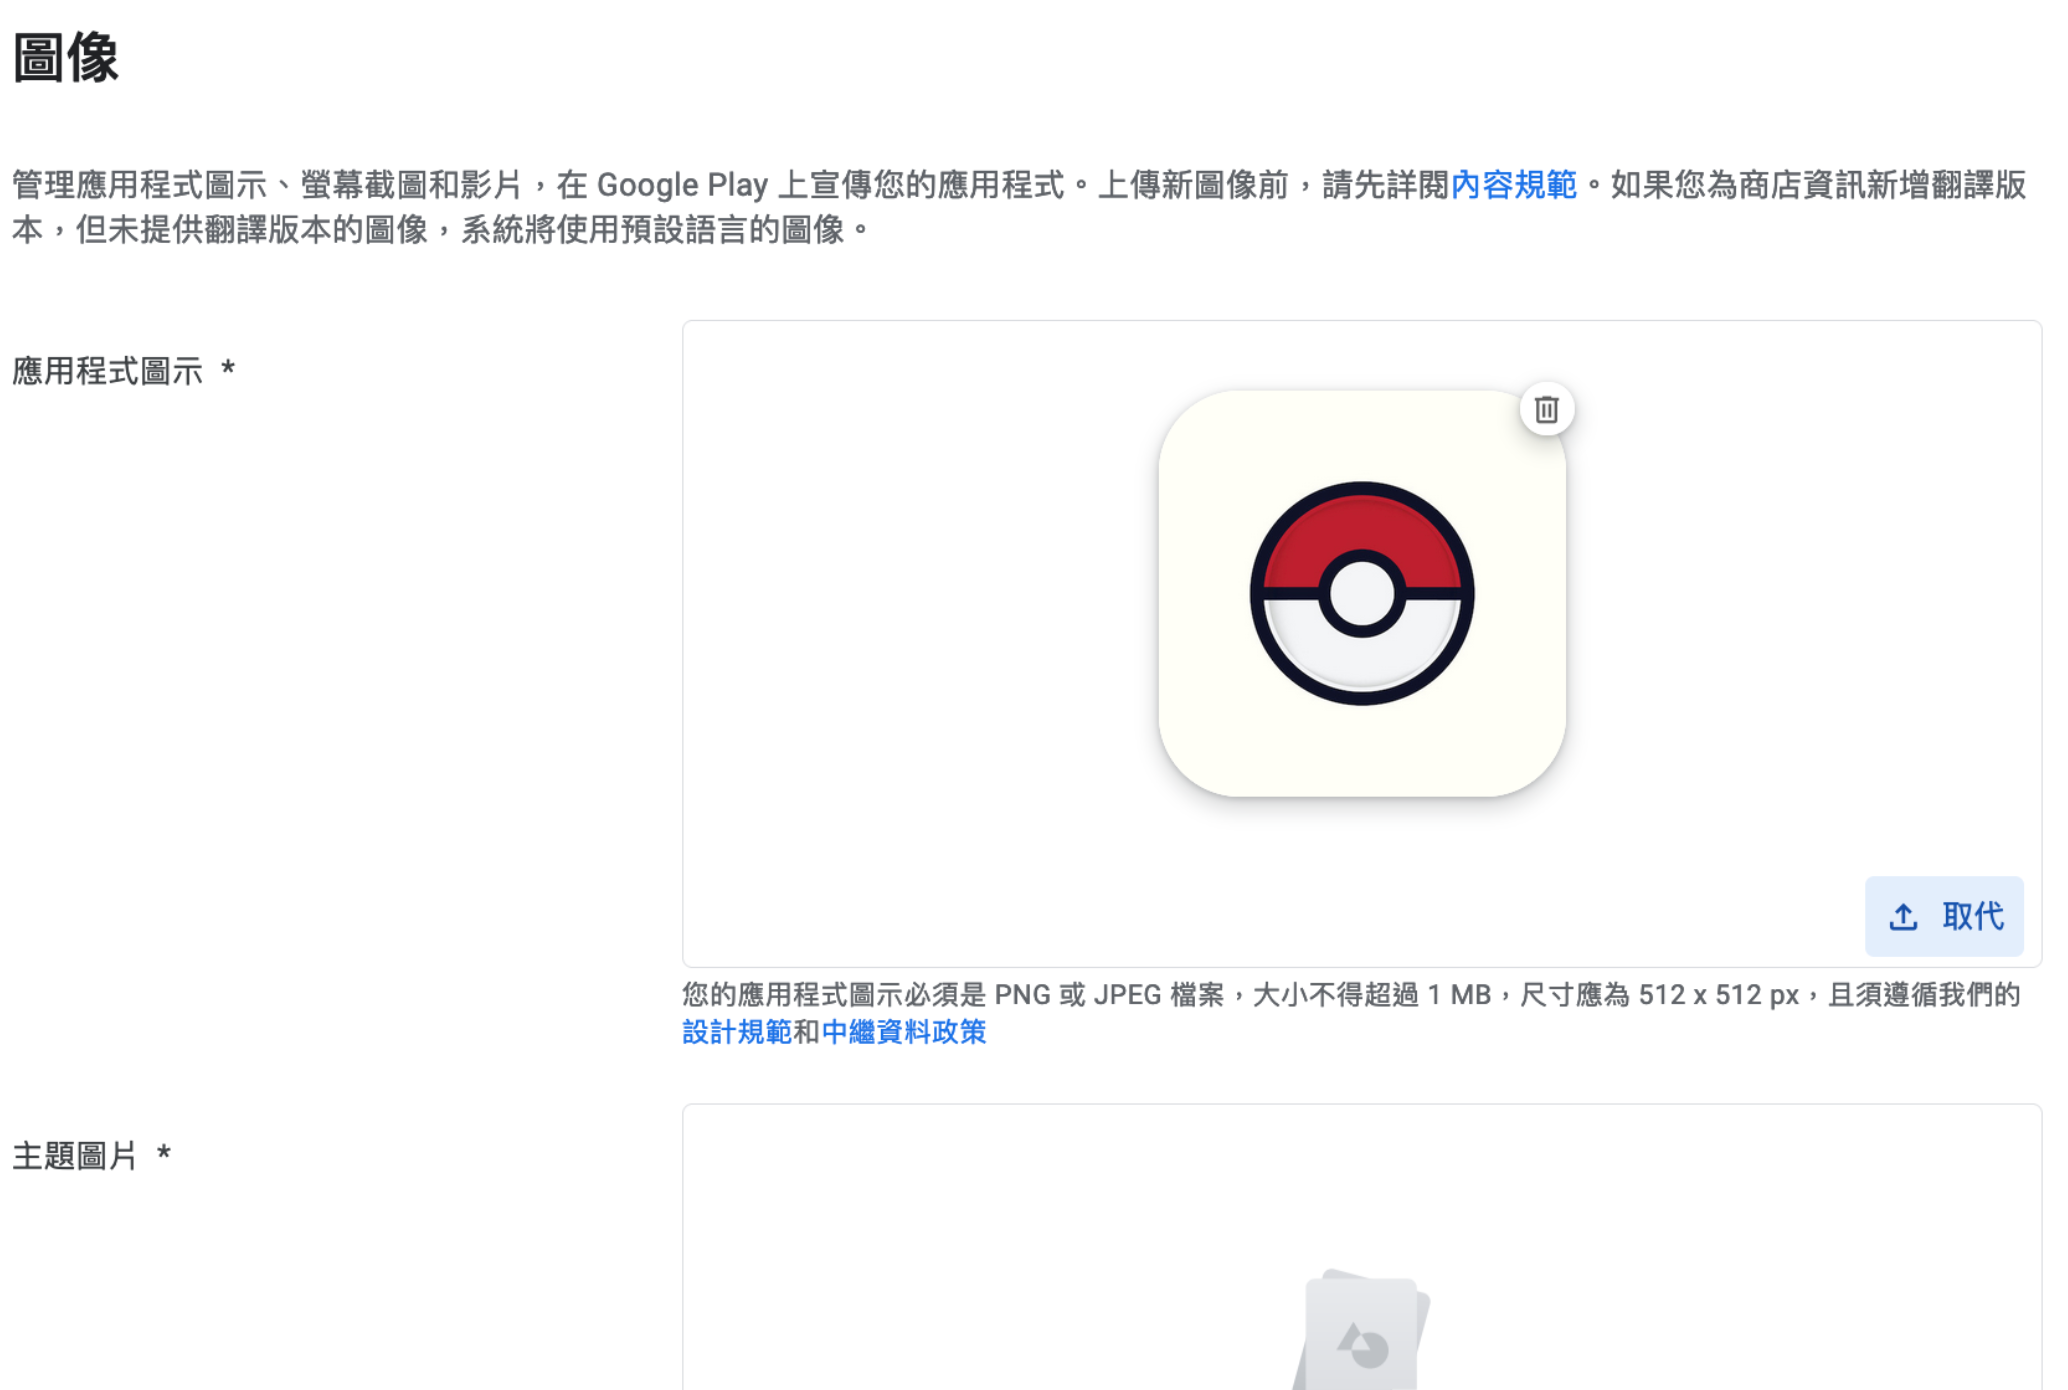 圖像
管理應用程式圖示、螢幕截圖和影片，在 Google Play 上宣傳您的應用程式。上傳新圖像前，請先詳閱內容規範。如果您為商店資訊新增翻譯版
本，但未提供翻譯版本的圖像，系統將使用預設語言的圖像。
應用程式圖示 *
取代
您的應用程式圖示必須是 PNG 或 JPEG 檔案，大小不得超過 1 MB，尺寸應為 512 x 512 px，且須遵循我們的
設計規範和中繼資料政策
主題圖片 *